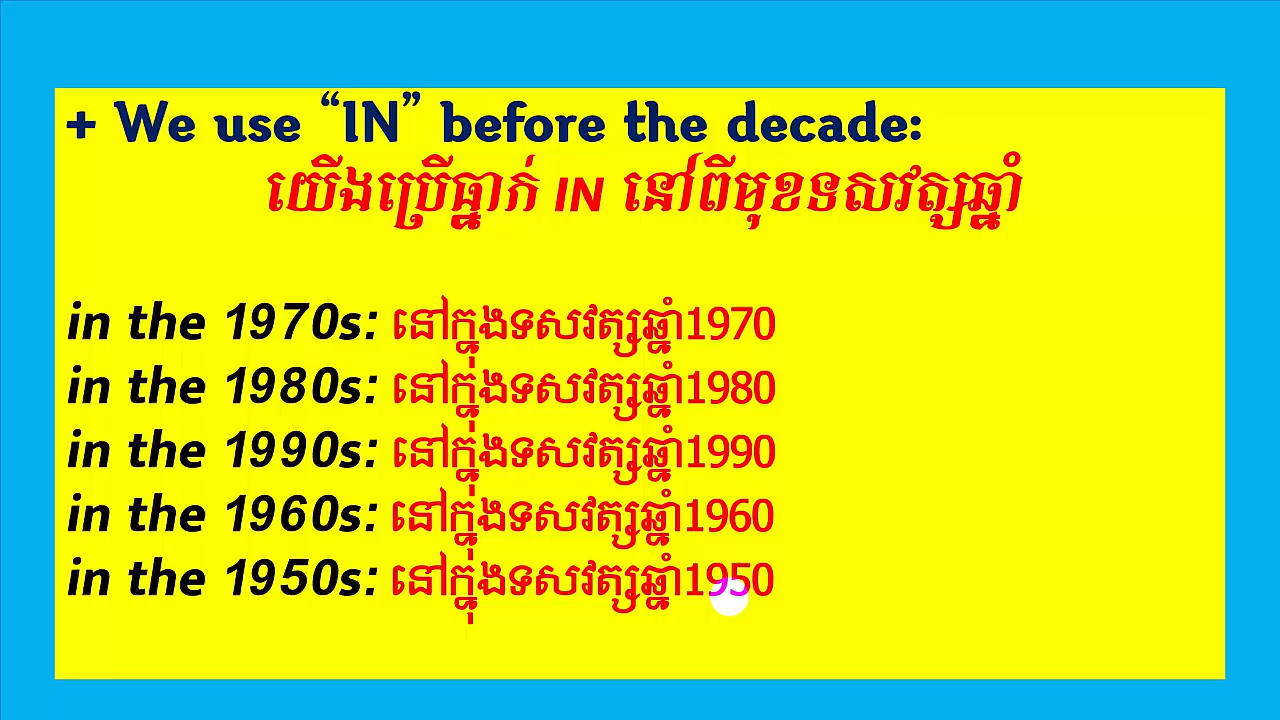 + We use “IN” before the decade:
យើងប្រើធ្នាក់ IN នៅពីមុខទសវត្សឆ្នាំ
in the 1970s: នៅក្នុងទសវត្សឆ្នាំ1970
in the 1980s: នៅក្នុងទសវត្សឆ្នាំ1980
in the 1990s: នៅក្នុងទសវត្សឆ្នាំ1990
in the 1960s: នៅក្នុងទសវត្សឆ្នាំ1960
in the 1950s: នៅក្នុងទសវត្សឆ្នាំ1950